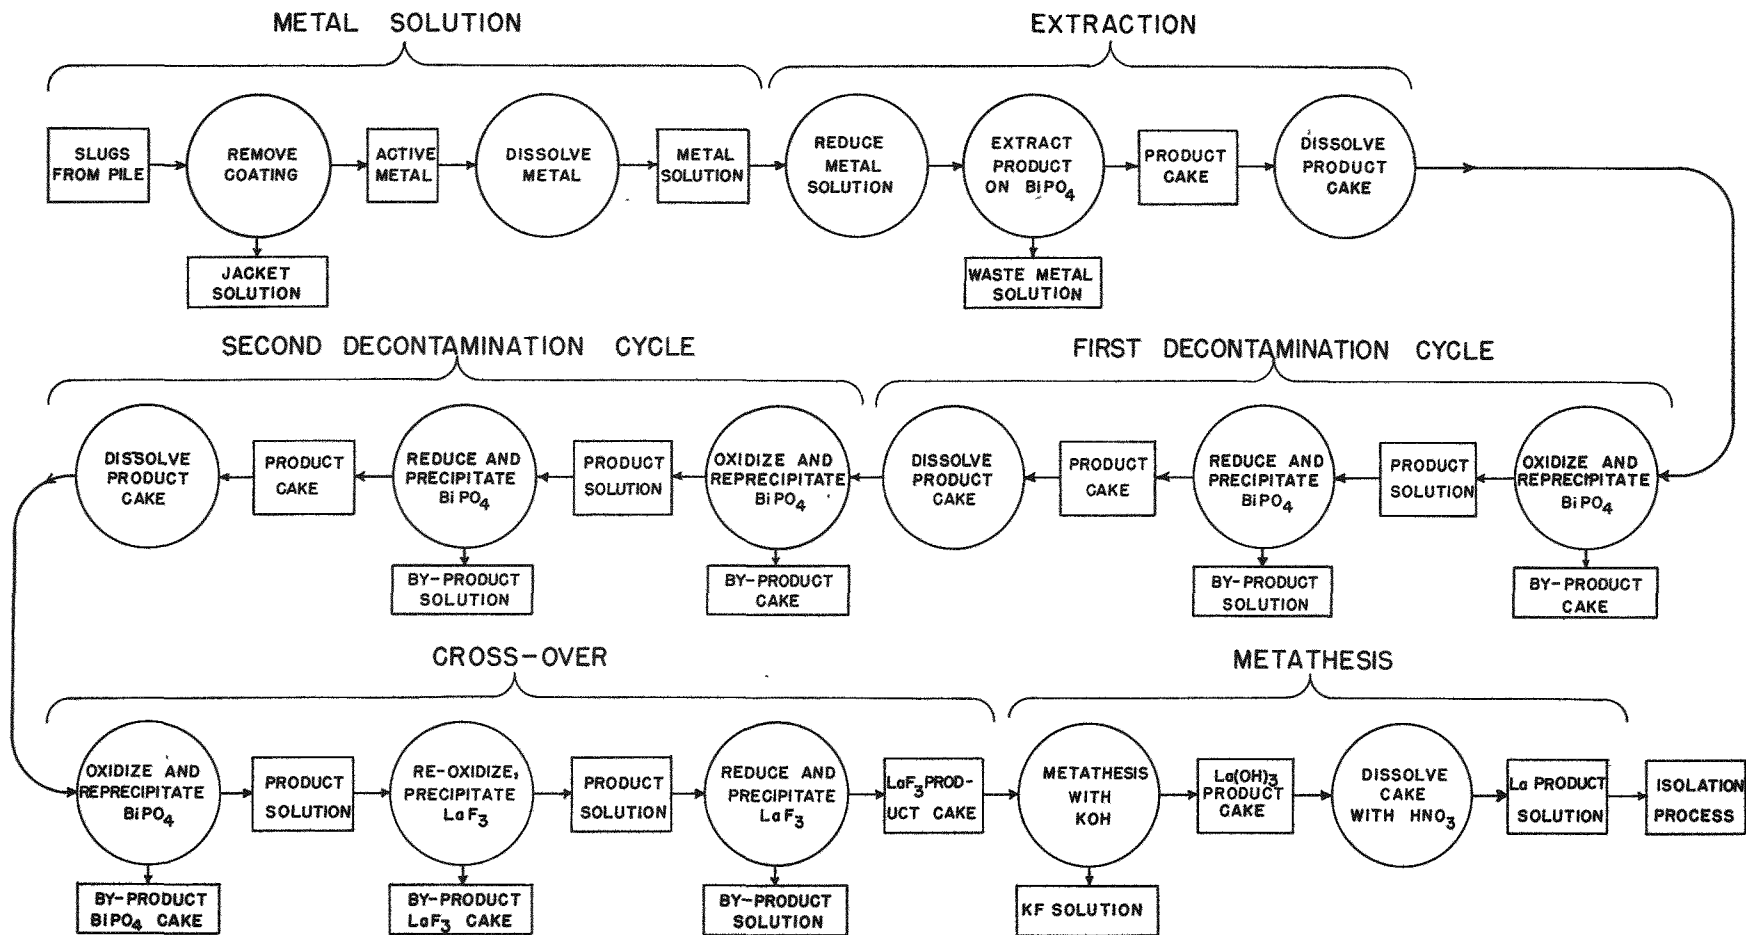 METAL SOLUTION
EXTRACTION
SLUGS
FROM PILE
REMOVE
COATING
ACTIVE
METAL
DISSOLVE
METAL
METAL
SOLUTION
REDUCE
METAL
SOLUTION
EXTRACT
PRODUCT
ON BiPO4
PRODUCT
CAKE
DISSOLVE
PRODUCT
CAKE
JACKET
SOLUTION
WASTE METAL
SOLUTION
SECOND DECONTAMINATION CYCLE
FIRST DECONTAMINATION CYCLE
DISSOLVE
PRODUCT
CAKE
PRODUCT
CAKE
REDUCE AND
PRECIPITATE
BiPO4
PRODUCT
SOLUTION
OXIDIZE AND
REPRECIPITATE
BiPO4
DISSOLVE
PRODUCT
CAKE
PRODUCT
CAKE
REDUCE AND
PRECIPITATE
BiPO4
PRODUCT
SOLUTION
OXIDIZE AND
REPRECIPITATE
BiPO4
BY-PRODUCT
SOLUTION
BY-PRODUCT
CAKE
BY-PRODUCT
SOLUTION
BY-PRODUCT
CAKE
CROSS-OVER
METATHESIS
OXIDIZE AND
REPRECIPITATE
BiPO4
PRODUCT
SOLUTION
RE-OXIDIZE,
PRECIPITATE
LaF3
PRODUCT
SOLUTION
REDUCE AND
PRECIPITATE
LaF3
LaF3 PROD-
UCT CAKE
METATHESIS
WITH
KOH
La(OH)3
PRODUCT
CAKE
DISSOLVE
CAKE
WITH HNO3
La PRODUCT
SOLUTION
ISOLATION
PROCESS
BY-PRODUCT
BiPO4 CAKE
BY-PRODUCT
LaF3 CAKE
BY-PRODUCT
SOLUTION
KF SOLUTION